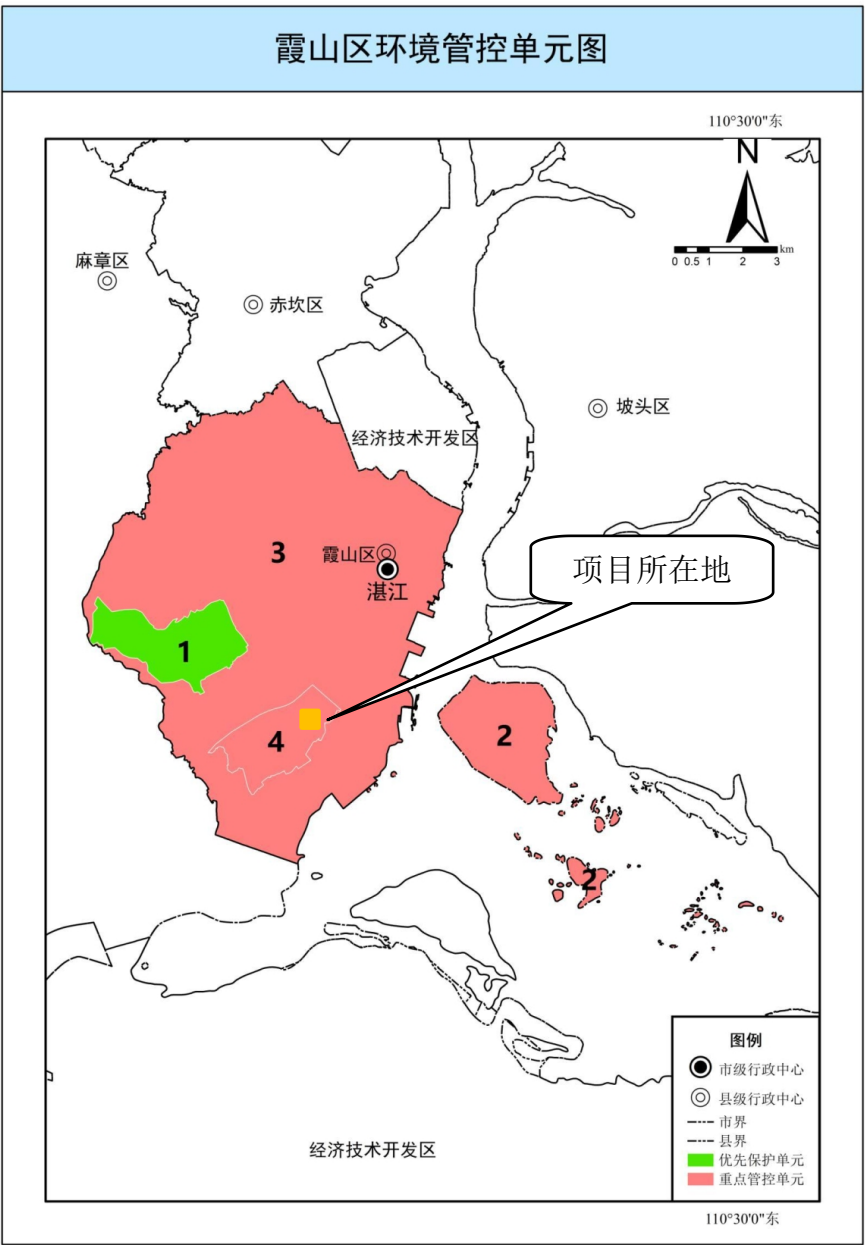 霞山区环境管控单元图
110°30'0"东
N
km
0 0.5 1 2 3
麻章区
赤坎区
坡头区
经济技术开发区
3
霞山区
湛江
项目所在地
1
4
2
2
经济技术开发区
图例
市级行政中心
县级行政中心
市界
县界
优先保护单元
重点管控单元
110°30'0"东